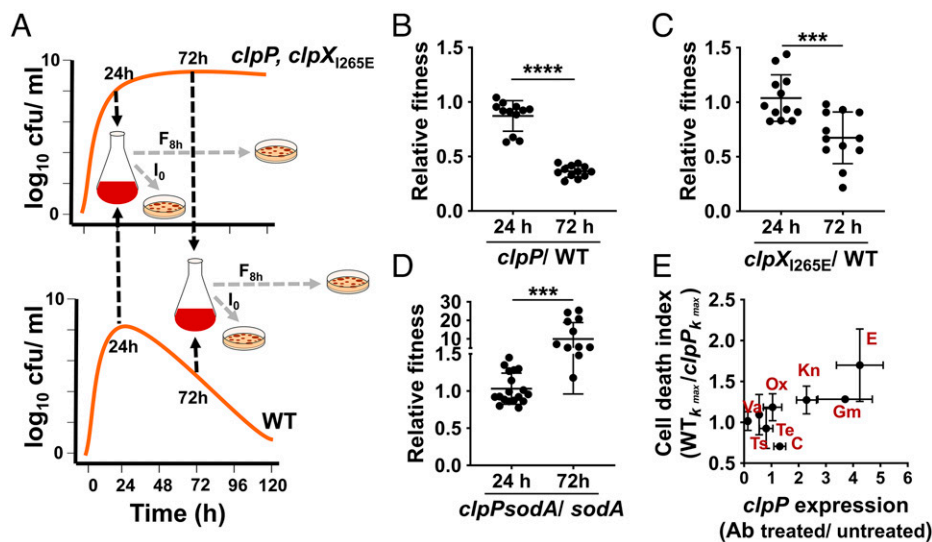 A
log10 cfu/ ml
10
0
24h
72h
clpP, clpXI265E
F8h
I0
log10 cfu/ ml
10
0
24h
72h
F8h
I0
WT
0 24 48 72 96 120
Time (h)
B
Relative fitness
1.5
1.0
0.5
0.0
****
24 h 72 h
clpP/ WT
C
Relative fitness
1.5
1.0
0.5
0.0
***
24 h 72 h
clpXI265E/ WT
D
Relative fitness
30
20
10
1.5
1.0
0.5
0.0
***
24 h 72h
clpPsodA/ sodA
E
Cell death index
(WTk max/clpPk max)
2.5
2.0
1.5
1.0
0.5
Va
Ts
Ox
Te
C
Kn
Gm
E
0 1 2 3 4 5 6
clpP expression
(Ab treated/ untreated)